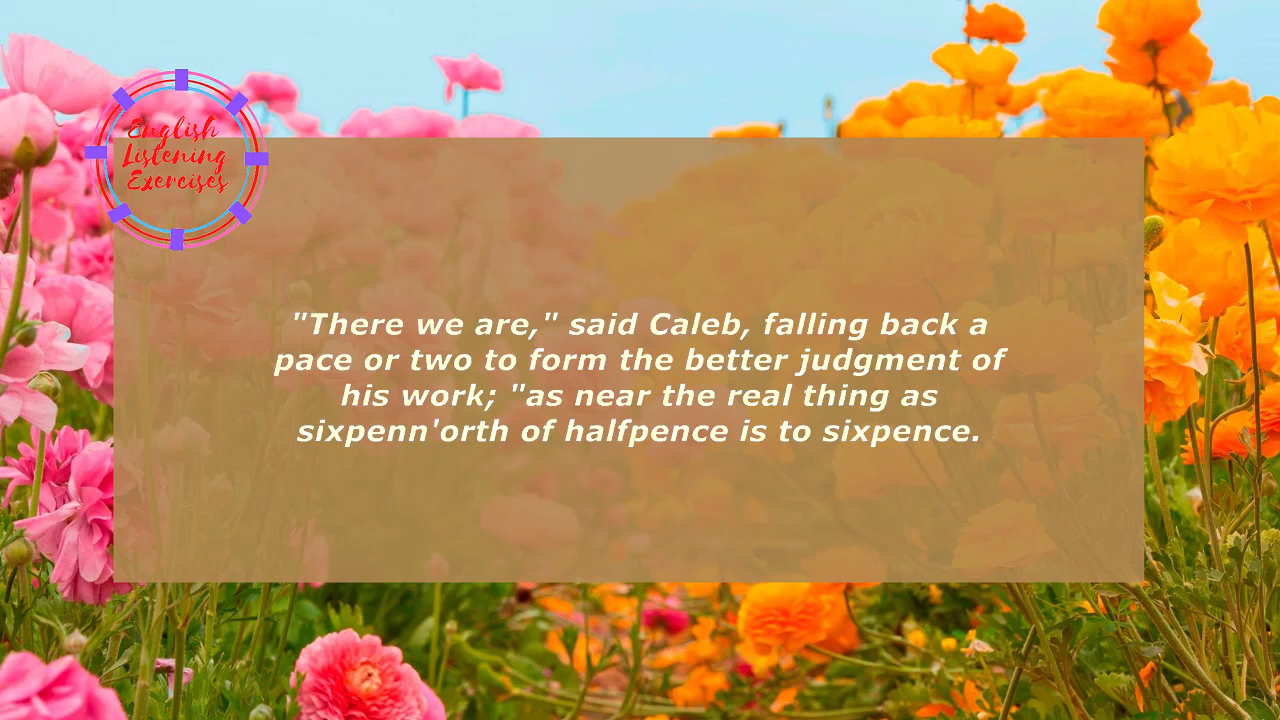 English
Listening
Exercises
"There we are," said Caleb, falling back a
pace or two to form the better judgment of
his work; "as near the real thing as
sixpenn'orth of halfpence is to sixpence.